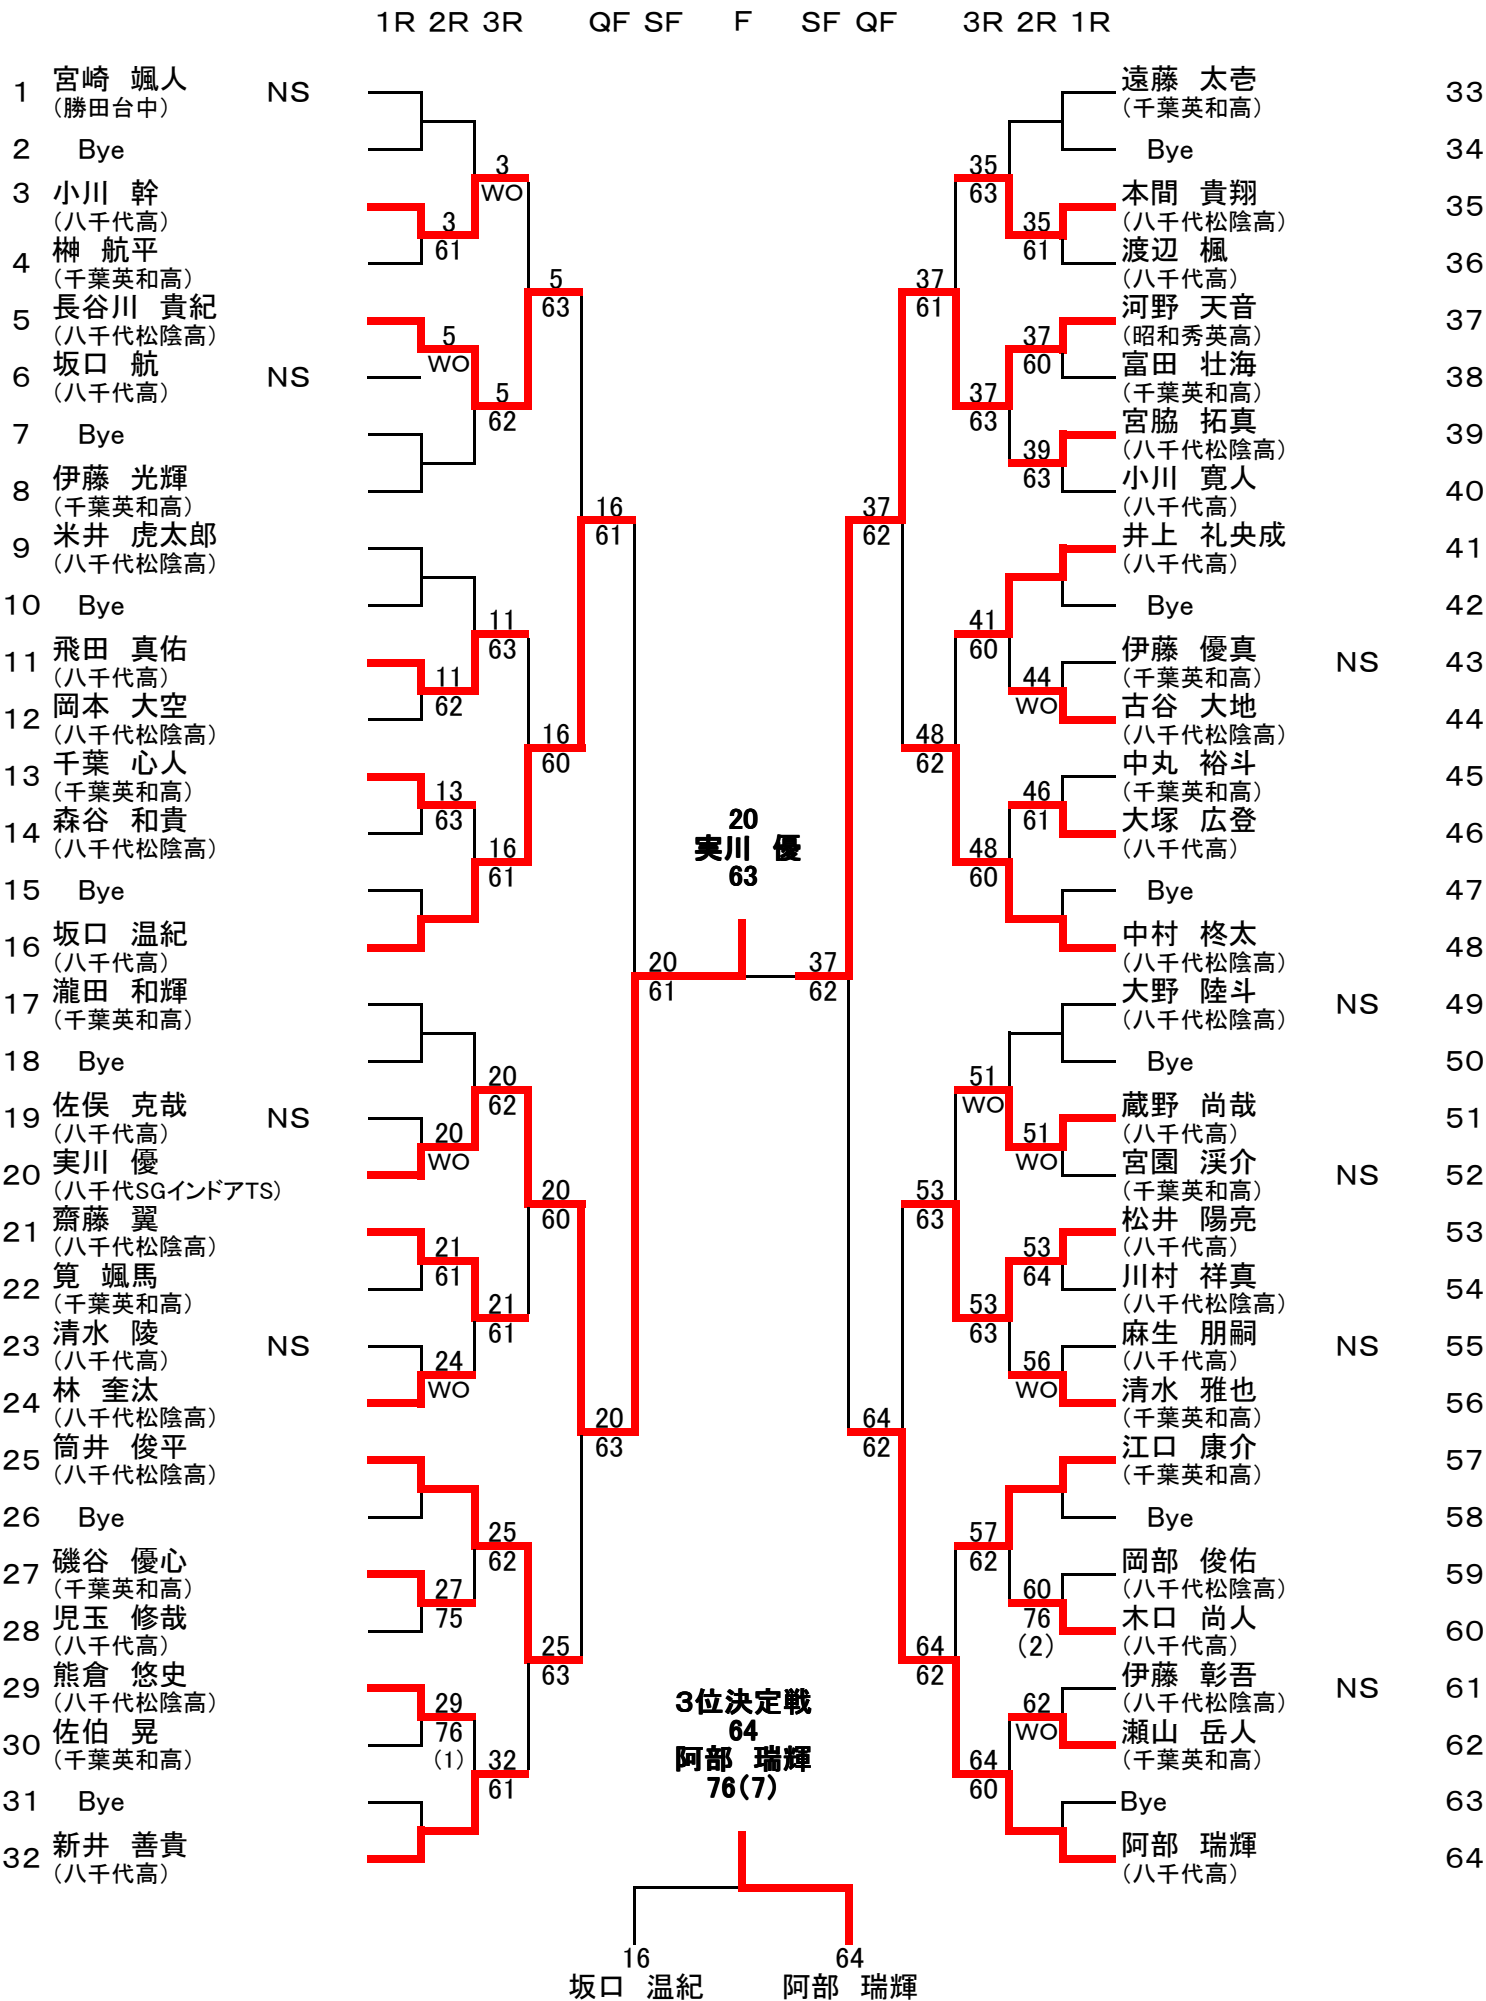 1R 2R 3R QF SF F SF QF 3R 2R 1R
1 宮崎 颯人 NS
(勝田台中)
2 Bye
3 小川 幹
(八千代高)
4 榊 航平
(千葉英和高)
5 長谷川 貴紀
(八千代松陰高)
6 坂口 航 NS
(八千代高)
7 Bye
8 伊藤 光輝
(千葉英和高)
9 米井 虎太郎
(八千代松陰高)
10 Bye
11 飛田 真佑
(八千代高)
12 岡本 大空
(八千代松陰高)
13 千葉 心人
(千葉英和高)
14 森谷 和貴
(八千代松陰高)
15 Bye
16 坂口 温紀
(八千代高)
17 瀧田 和輝
(千葉英和高)
18 Bye
19 佐俣 克哉 NS
(八千代高)
20 実川 優
(八千代SGインドアTS)
21 齋藤 翼
(八千代松陰高)
22 筧 颯馬
(千葉英和高)
23 清水 陵 NS
(八千代高)
24 林 奎汰
(八千代松陰高)
25 筒井 俊平
(八千代松陰高)
26 Bye
27 磯谷 優心
(千葉英和高)
28 児玉 修哉
(八千代高)
29 熊倉 悠史
(八千代松陰高)
30 佐伯 晃
(千葉英和高)
31 Bye
32 新井 善貴
(八千代高)
3
61
5
WO
11
62
13
63
20
WO
21
61
24
WO
27
75
29
76
(1)
3
WO
5
62
11
63
16
61
20
62
21
61
25
62
32
61
5
63
16
60
20
60
25
63
16
61
20
63
20
61
20
実川 優
63
37
62
37
62
64
62
37
61
48
62
53
63
64
62
35
63
37
63
41
60
48
60
51
WO
53
63
57
62
64
60
35
61
37
60
39
63
44
WO
46
61
51
WO
53
64
56
WO
60
76
(2)
62
WO
遠藤 太壱 33
(千葉英和高)
Bye 34
本間 貴翔 35
(八千代松陰高)
渡辺 楓 36
(八千代高)
河野 天音 37
(昭和秀英高)
富田 壮海 38
(千葉英和高)
宮脇 拓真 39
(八千代松陰高)
小川 寛人 40
(八千代高)
井上 礼央成 41
(八千代高)
Bye 42
伊藤 優真 NS 43
(千葉英和高)
古谷 大地 44
(八千代松陰高)
中丸 裕斗 45
(千葉英和高)
大塚 広登 46
(八千代高)
Bye 47
中村 柊太 48
(八千代松陰高)
大野 陸斗 NS 49
(八千代松陰高)
Bye 50
蔵野 尚哉 51
(八千代高)
宮園 渓介 NS 52
(千葉英和高)
松井 陽亮 53
(八千代高)
川村 祥真 54
(八千代松陰高)
麻生 朋嗣 NS 55
(八千代高)
清水 雅也 56
(千葉英和高)
江口 康介 57
(千葉英和高)
Bye 58
岡部 俊佑 59
(八千代松陰高)
木口 尚人 60
(八千代高)
伊藤 彰吾 NS 61
(八千代松陰高)
瀬山 岳人 62
(千葉英和高)
Bye 63
阿部 瑞輝 64
(八千代高)
3位決定戦
64
阿部 瑞輝
76(7)
16 64
坂口 温紀 阿部 瑞輝